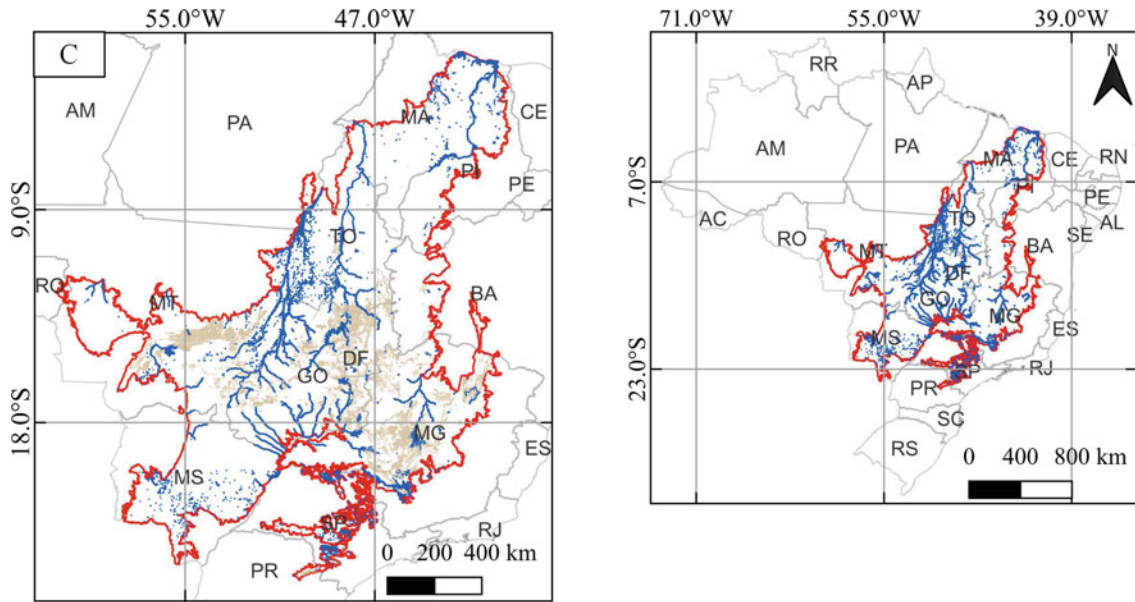 55.0°W 47.0°W
C
AM
PA
MA
CE
PI
PE
9.0°S
TO
RO
MT
BA
DF
GO
18.0°S
MG
ES
MS
SP
RJ
PR
0 200 400 km
71.0°W 55.0°W 39.0°W
N
RR
AP
AM
PA
MA
CE
RN
7.0°S
PI
PE
AC
TO
AL
SE
RO
MT
BA
DF
GO
MG
ES
MS
23.0°S
SP
RJ
PR
SC
RS
0 400 800 km